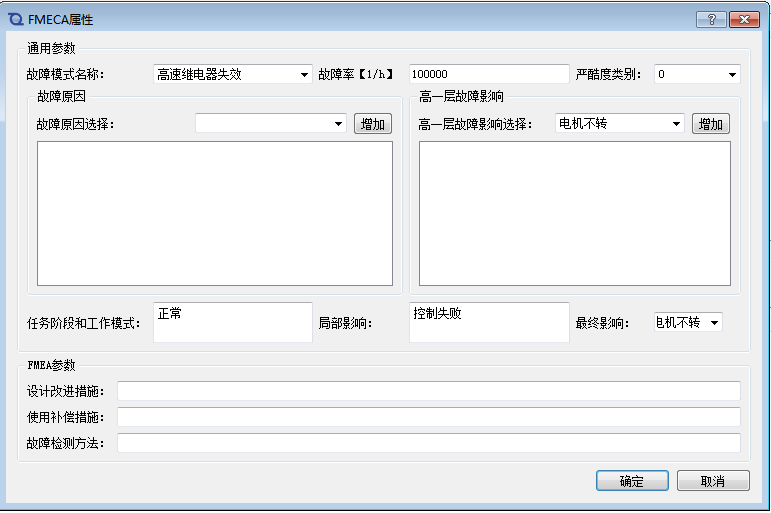 FMECA属性
通用参数
故障模式名称： 高速继电器失效 故障率【1/h】 100000 严酷度类别： 0
故障原因 高一层故障影响
故障原因选择： 增加 高一层故障影响选择： 电机不转 增加
任务阶段和工作模式： 正常 局部影响： 控制失败 最终影响： 电机不转
FMEA参数
设计改进措施：
使用补偿措施：
故障检测方法：
确定 取消